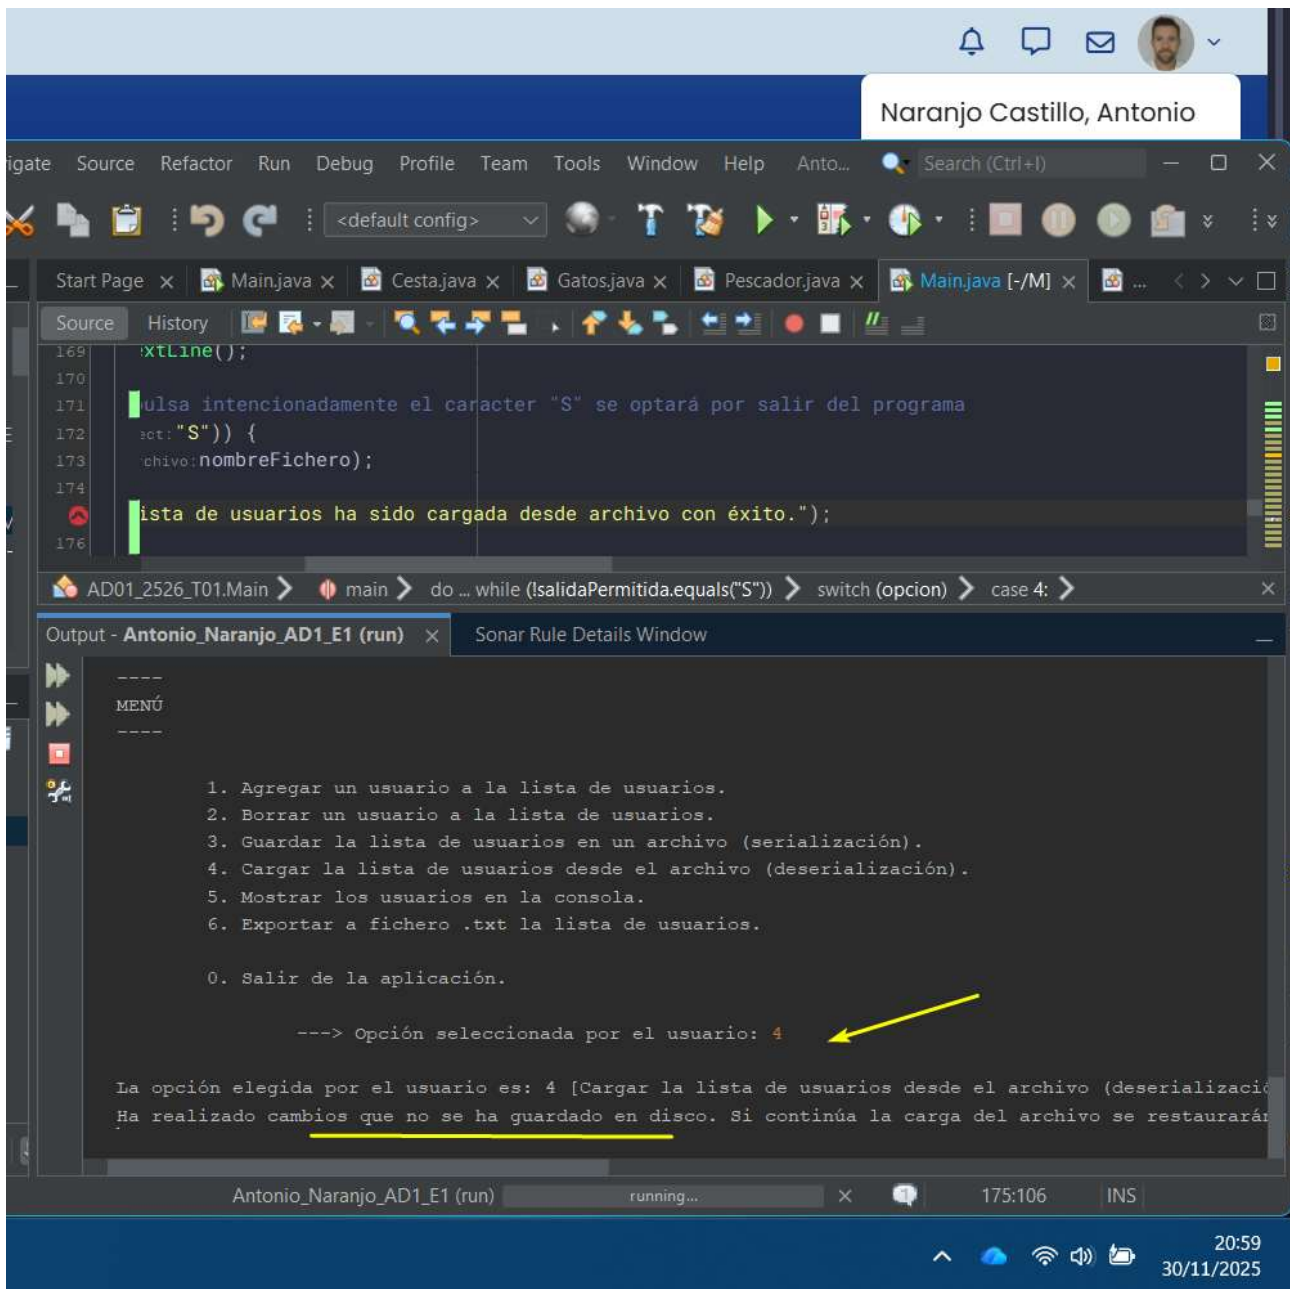 Naranjo Castillo, Antonio
Source Refactor Run Debug Profile Team Tools Window Help Anto... Search (Ctrl+I)
<default config>
Start Page Main.java Cesta.java Gatos.java Pescador.java Main.java [-/M] ...
Source History
169 extLine();
170
171 ulsa intencionadamente el caracter "S" se optará por salir del programa
172 ect: "S")) {
173 chivo: nombreFichero);
174
ista de usuarios ha sido cargada desde archivo con éxito.");
176
AD01_2526_T01.Main main do ... while (!salidaPermitida.equals("S")) switch (opcion) case 4:
Output - Antonio_Naranjo_AD1_E1 (run) Sonar Rule Details Window
----
MENÚ
----
1. Agregar un usuario a la lista de usuarios.
2. Borrar un usuario a la lista de usuarios.
3. Guardar la lista de usuarios en un archivo (serialización).
4. Cargar la lista de usuarios desde el archivo (deserialización).
5. Mostrar los usuarios en la consola.
6. Exportar a fichero .txt la lista de usuarios.
0. Salir de la aplicación.
---> Opción seleccionada por el usuario: 4
La opción elegida por el usuario es: 4 [Cargar la lista de usuarios desde el archivo (deserializació
Ha realizado cambios que no se ha guardado en disco. Si continúa la carga del archivo se restaurarán
Antonio_Naranjo_AD1_E1 (run) running... 1 175:106 INS
20:59
30/11/2025